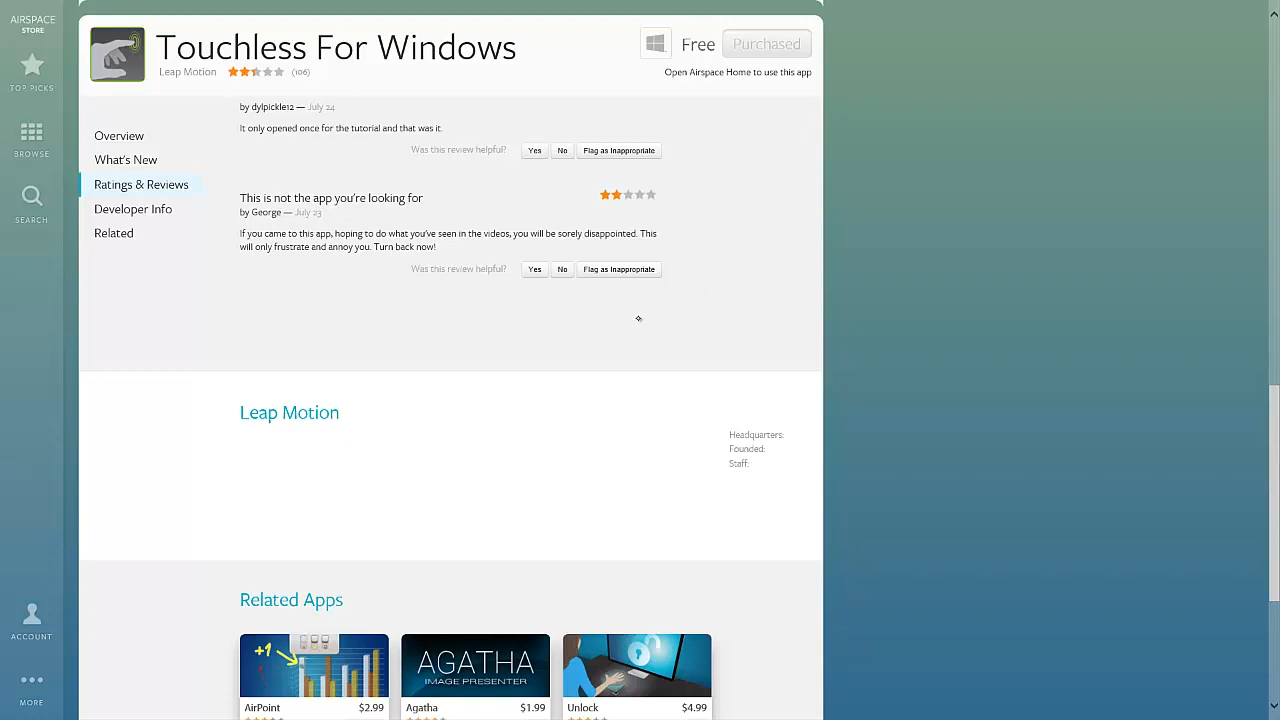 AIRSPACE
STORE
TOP PICKS
BROWSE
SEARCH
ACCOUNT
MORE
Touchless For Windows
Leap Motion
(106)
Free
Purchased
Open Airspace Home to use this app
Overview
What's New
Ratings & Reviews
Developer Info
Related
by dylpickle12 — July 24
It only opened once for the tutorial and that was it.
Was this review helpful? Yes No Flag as Inappropriate
This is not the app you're looking for
by George — July 23
If you came to this app, hoping to do what you've seen in the videos, you will be sorely disappointed. This
will only frustrate and annoy you. Turn back now!
Was this review helpful? Yes No Flag as Inappropriate
Leap Motion
Headquarters:
Founded:
Staff:
Related Apps
+1
AGATHA
IMAGE PRESENTER
AirPoint $2.99
Agatha $1.99
Unlock $4.99